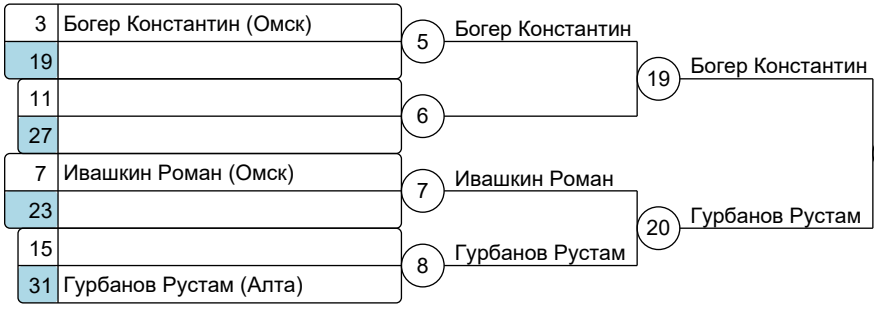 3 Богер Константин (Омск)
5 Богер Константин
19
19 Богер Константин
11
6
27
7 Ивашкин Роман (Омск)
7 Ивашкин Роман
23
20 Гурбанов Рустам
15
8 Гурбанов Рустам
31 Гурбанов Рустам (Алта)